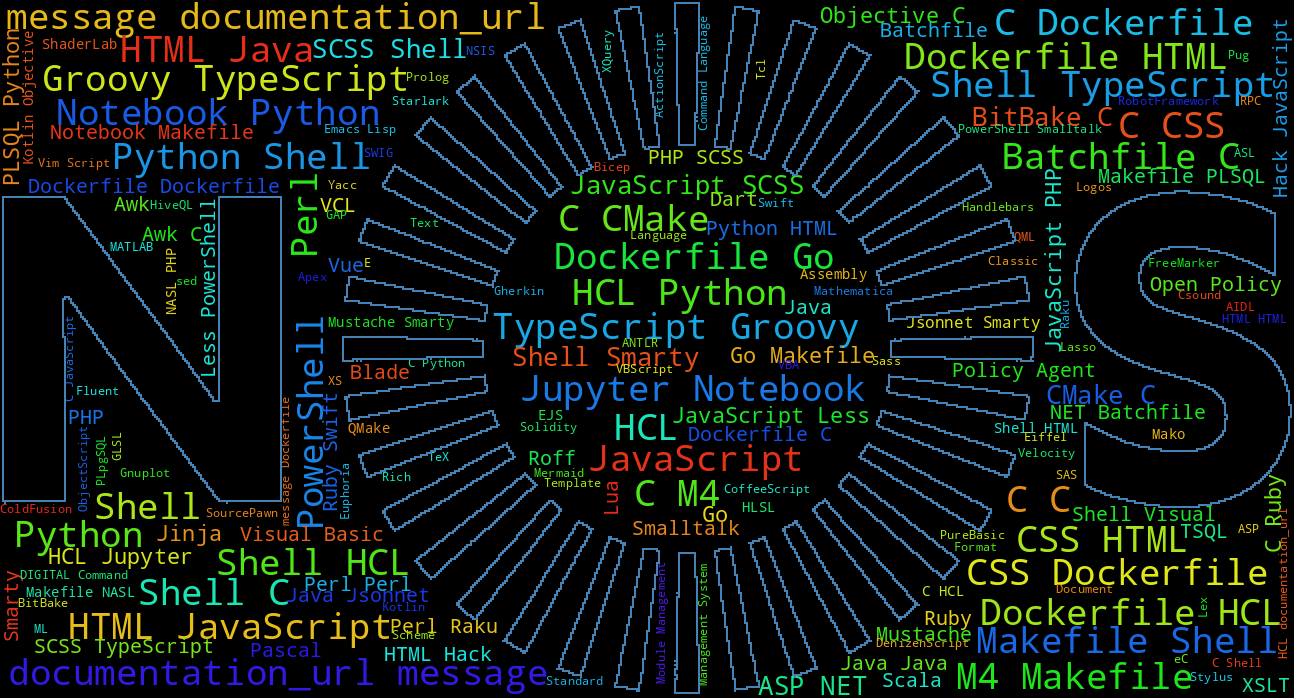 message documentation_url
ShaderLab
HTML Java
SCSS Shell
NSIS
Groovy TypeScript
Prolog
Notebook Python
Starlark
Notebook Makefile
Emacs Lisp
Vim Script
Python Shell
SWIG
Dockerfile Dockerfile
PLSQL Python
Kotlin Objective
XQuery
ActionScript
Command Language
Tcl
Objective C
Batchfile
C Dockerfile
Dockerfile HTML
Pug
Shell TypeScript
RobotFramework
RPC
BitBake C
C CSS
PowerShell Smalltalk
Batchfile C
ASL
Makefile PLSQL
Logos
Hack JavaScript
PHP SCSS
Bicep
JavaScript SCSS
Dart
Swift
C CMake
Language
Python HTML
Dockerfile Go
Assembly
HCL Python
Mathematica
Java
TypeScript Groovy
ANTLR
Shell Smarty
Go Makefile
Sass
VBScript
VBA
Jupyter Notebook
JavaScript Less
HCL
Dockerfile C
EJS
Solidity
JavaScript
Roff
Mermaid
Template
C M4
CoffeeScript
HLSL
Lua
Go
Smalltalk
Awk
HiveQL
Awk C
MATLAB
NASL PHP
sed
Less PowerShell
Perl
Yacc
VCL
GAP
Text
Vue
E
Apex
Gherkin
Mustache Smarty
C Python
Blade
XS
C JavaScript
Fluent
PHP
ObjectScript
PLpgSQL
GLSL
Gnuplot
message Dockerfile
PowerShell
Ruby Swift
QMake
TeX
Rich
Euphoria
ColdFusion
Shell
SourcePawn
Python
Jinja
Visual Basic
HCL Jupyter
Shell HCL
DIGITAL Command
Makefile NASL
BitBake
Shell C
Perl Perl
Java Jsonnet
Kotlin
Smarty
ML
HTML JavaScript
Perl Raku
Scheme
SCSS TypeScript
Pascal
HTML Hack
documentation_url message
Standard
Module Management
Management System
Handlebars
QML
Classic
JavaScript PHP
Raku
FreeMarker
Open Policy
Csound
AIDL
HTML HTML
Jsonnet Smarty
Lasso
Policy Agent
CMake C
NET Batchfile
Shell HTML
Eiffel
Mako
Velocity
SAS
C C
Shell Visual
C Ruby
PureBasic
Format
CSS HTML
TSQL
ASP
CSS Dockerfile
C HCL
Document
Lex
Ruby
Dockerfile HCL
Mustache
DenizenScript
Makefile Shell
HCL documentation_url
Java Java
eC
C Shell
ASP NET
Scala
M4 Makefile
Stylus
XSLT
N
S